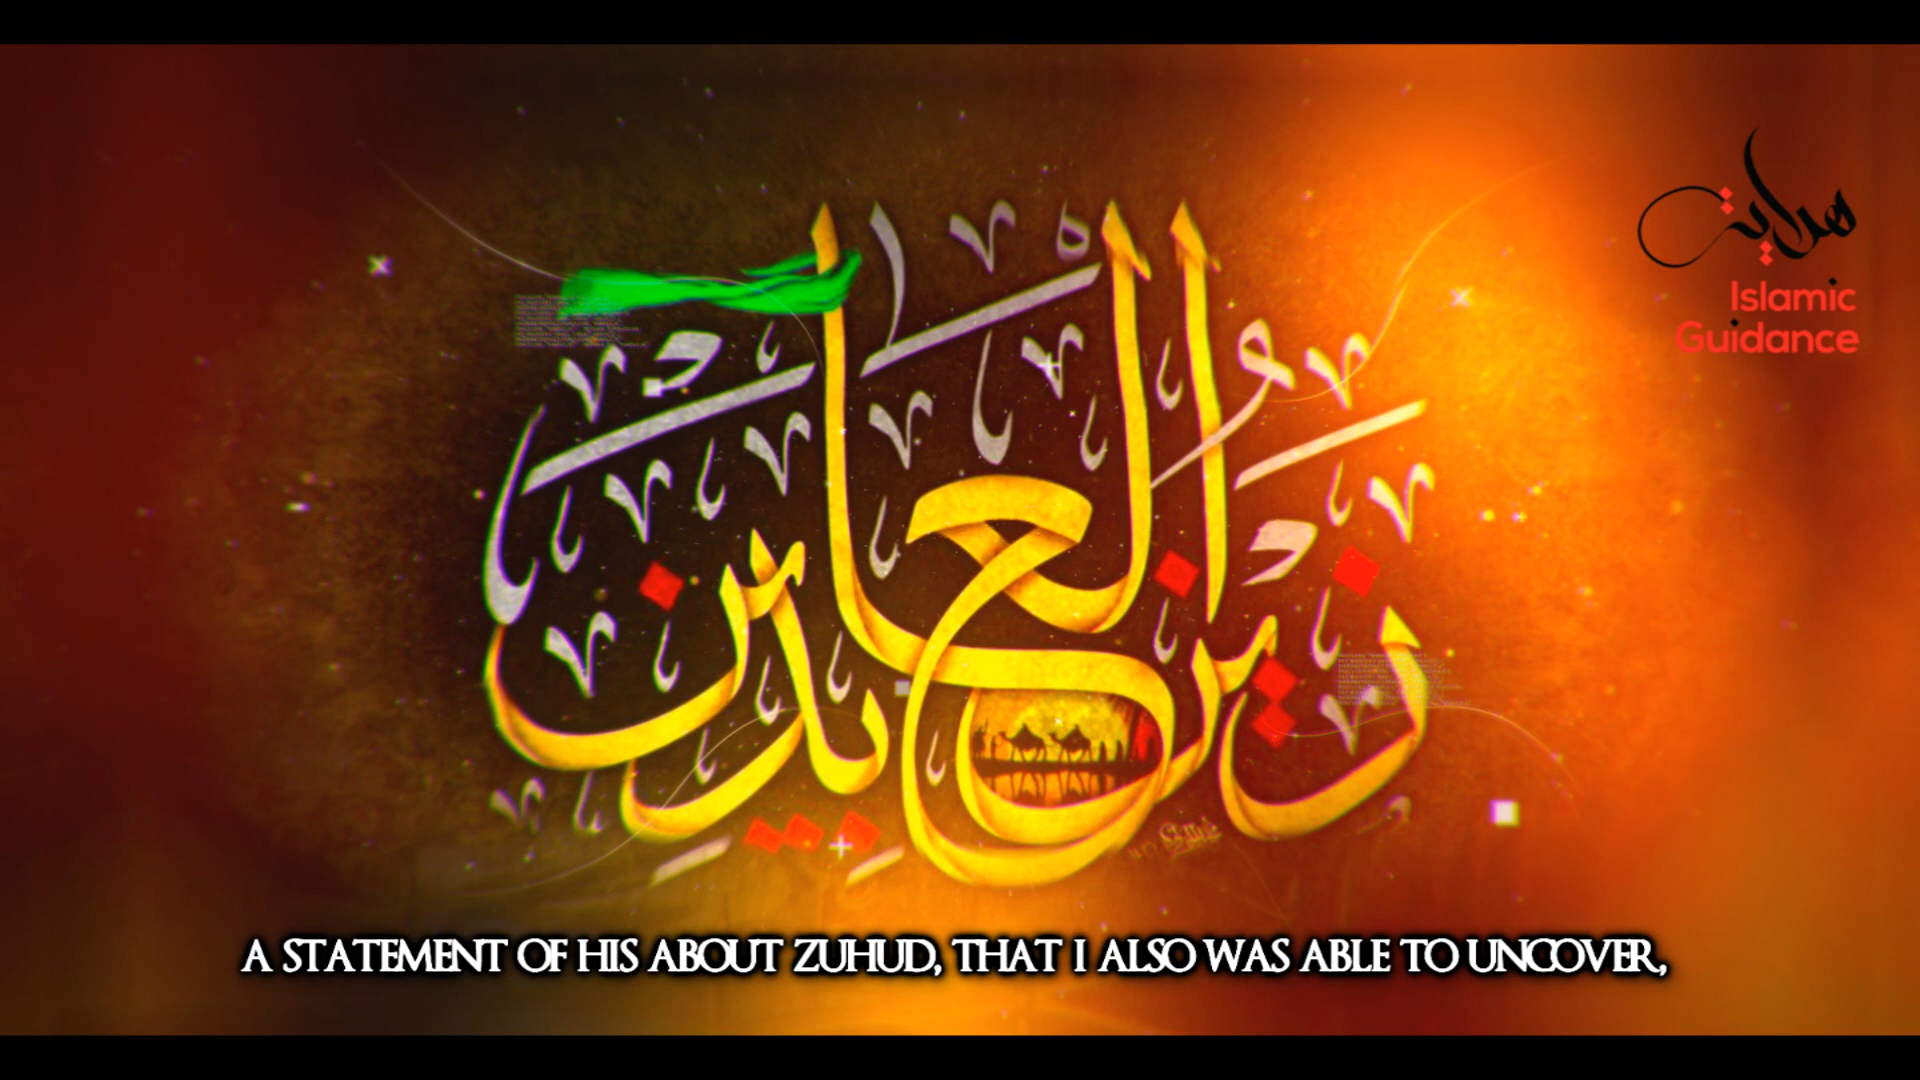 هداية
Islamic
Guidance
زين العابدين
A STATEMENT OF HIS ABOUT ZUHUD, THAT I ALSO WAS ABLE TO UNCOVER,